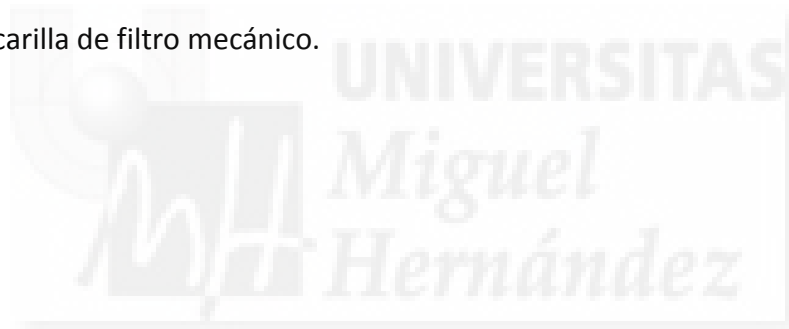 carilla de filtro mecánico.
UNIVERSITAS
Miguel
Hernández